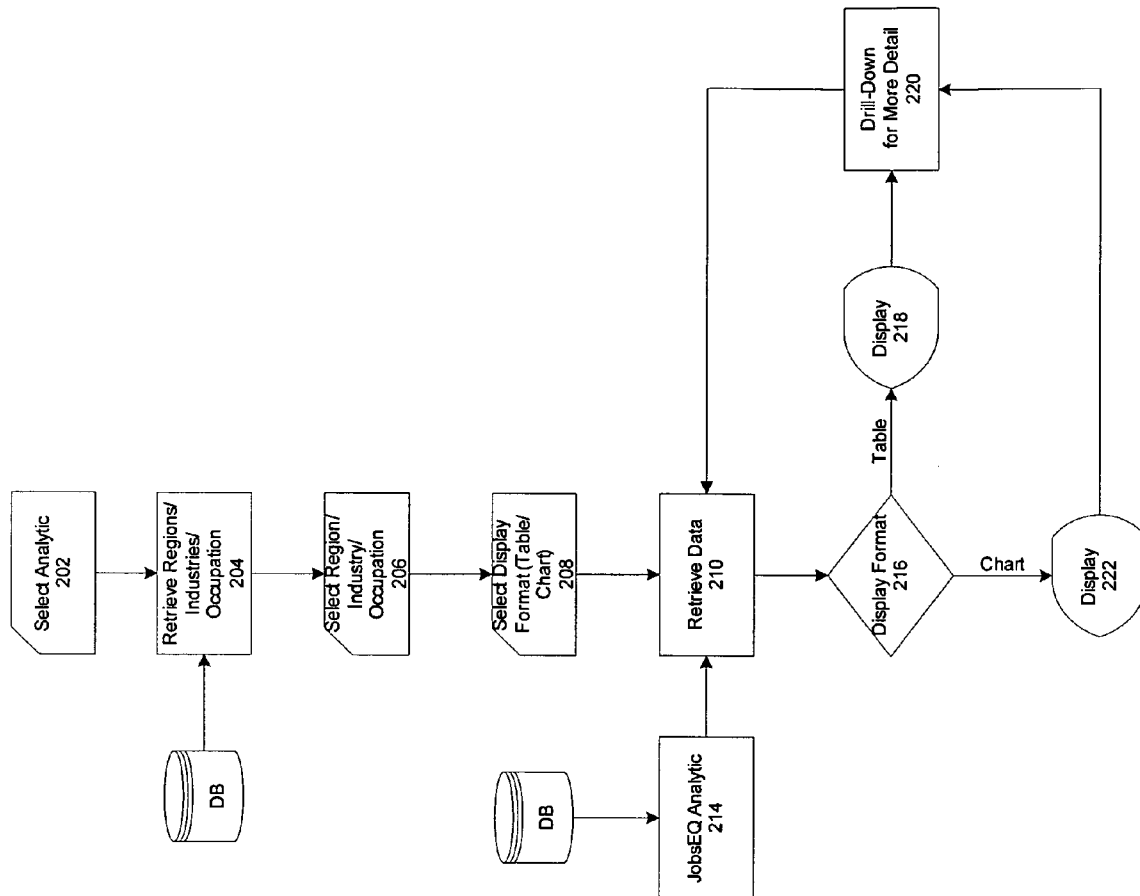 Select Analytic
202
Retrieve Regions/
Industries/
Occupation
204
DB
Select Region/
Industry/
Occupation
206
Select Display
Format (Table/
Chart)
208
Retrieve Data
210
DB
JobsEQ Analytic
214
Display Format
216
Table
Display
218
Drill-Down
for More Detail
220
Chart
Display
222